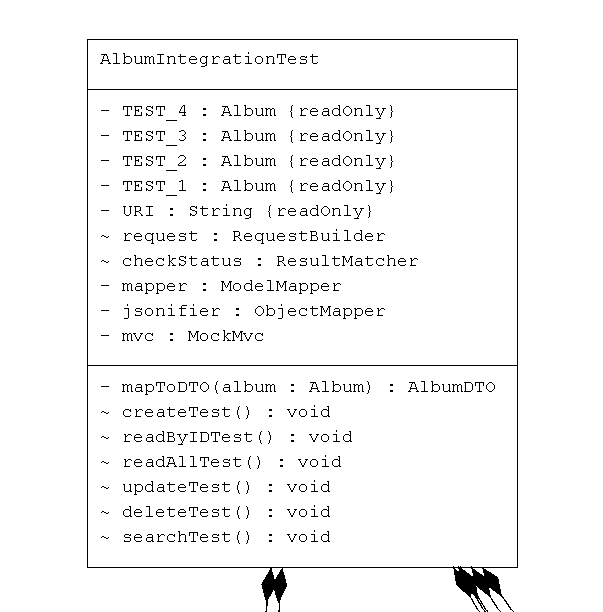 AlbumIntegrationTest
- TEST_4 : Album {readOnly}
- TEST_3 : Album {readOnly}
- TEST_2 : Album {readOnly}
- TEST_1 : Album {readOnly}
- URI : String {readOnly}
~ request : RequestBuilder
~ checkStatus : ResultMatcher
- mapper : ModelMapper
- jsonifier : ObjectMapper
- mvc : MockMvc
- mapToDTO(album : Album) : AlbumDTO
~ createTest() : void
~ readByIDTest() : void
~ readAllTest() : void
~ updateTest() : void
~ deleteTest() : void
~ searchTest() : void